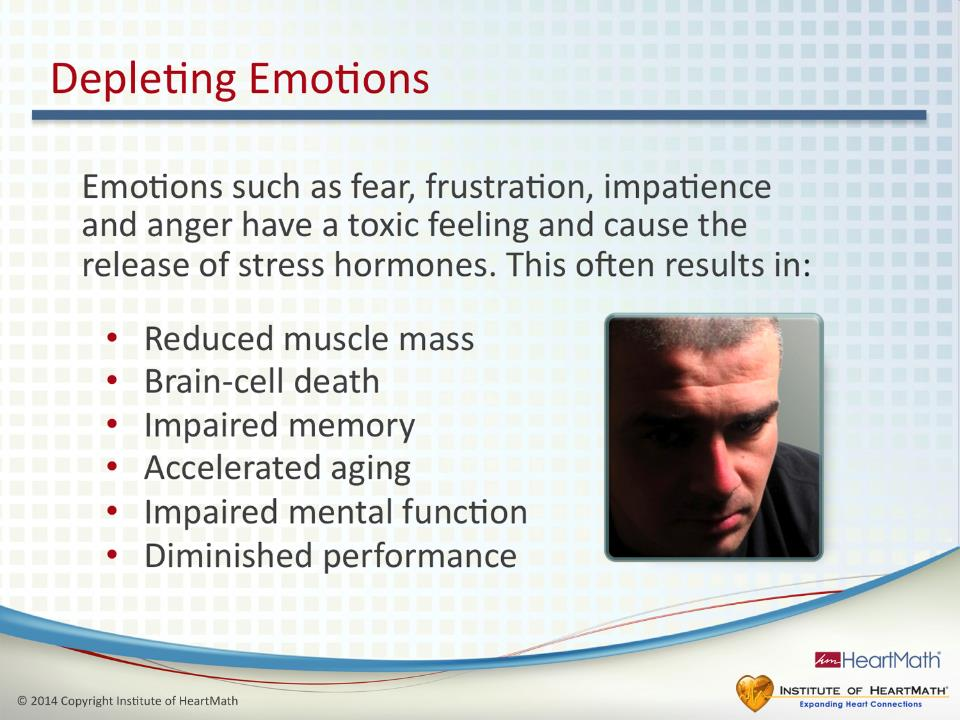 Depleting Emotions
Emotions such as fear, frustration, impatience
and anger have a toxic feeling and cause the
release of stress hormones. This often results in:
• Reduced muscle mass
• Brain-cell death
• Impaired memory
• Accelerated aging
• Impaired mental function
• Diminished performance
hm HeartMath®
© 2014 Copyright Institute of HeartMath
INSTITUTE OF HEARTMATH®
Expanding Heart Connections